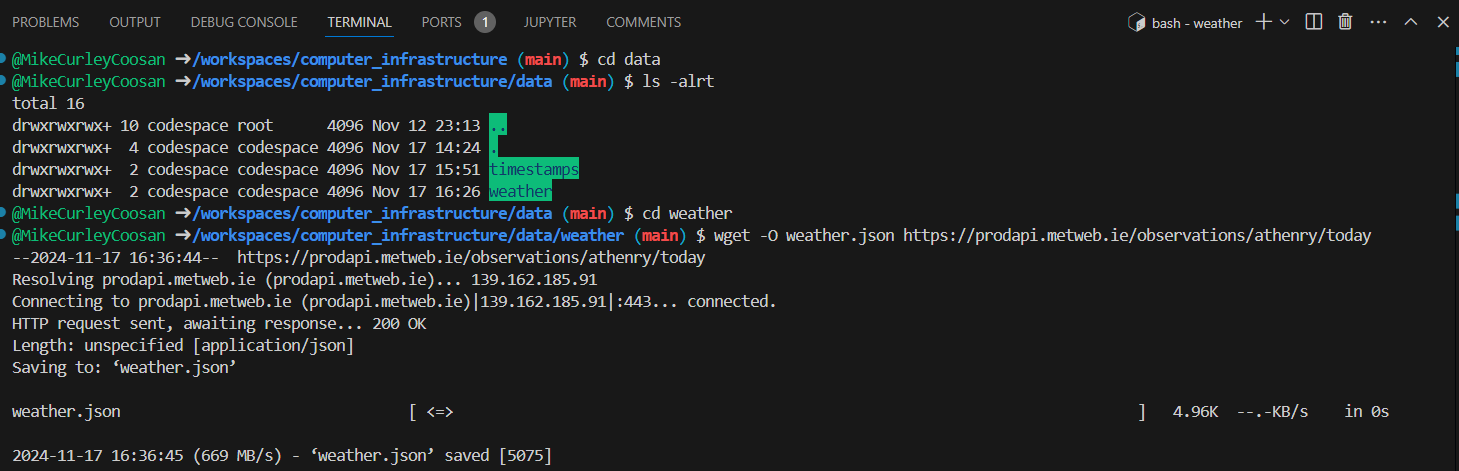 PROBLEMS OUTPUT DEBUG CONSOLE TERMINAL PORTS 1 JUPYTER COMMENTS bash - weather
@MikeCurleyCoosan ➜/workspaces/computer_infrastructure (main) $ cd data
@MikeCurleyCoosan ➜/workspaces/computer_infrastructure/data (main) $ ls -alrt
total 16
drwxrwxrwx+ 10 codespace root      4096 Nov 12 23:13 ..
drwxrwxrwx+  4 codespace codespace 4096 Nov 17 14:24 .
drwxrwxrwx+  2 codespace codespace 4096 Nov 17 15:51 timestamps
drwxrwxrwx+  2 codespace codespace 4096 Nov 17 16:26 weather
@MikeCurleyCoosan ➜/workspaces/computer_infrastructure/data (main) $ cd weather
@MikeCurleyCoosan ➜/workspaces/computer_infrastructure/data/weather (main) $ wget -O weather.json https://prodapi.metweb.ie/observations/athenry/today
--2024-11-17 16:36:44--  https://prodapi.metweb.ie/observations/athenry/today
Resolving prodapi.metweb.ie (prodapi.metweb.ie)... 139.162.185.91
Connecting to prodapi.metweb.ie (prodapi.metweb.ie)|139.162.185.91|:443... connected.
HTTP request sent, awaiting response... 200 OK
Length: unspecified [application/json]
Saving to: ‘weather.json’
weather.json [ <=> ] 4.96K --.-KB/s in 0s
2024-11-17 16:36:45 (669 MB/s) - ‘weather.json’ saved [5075]